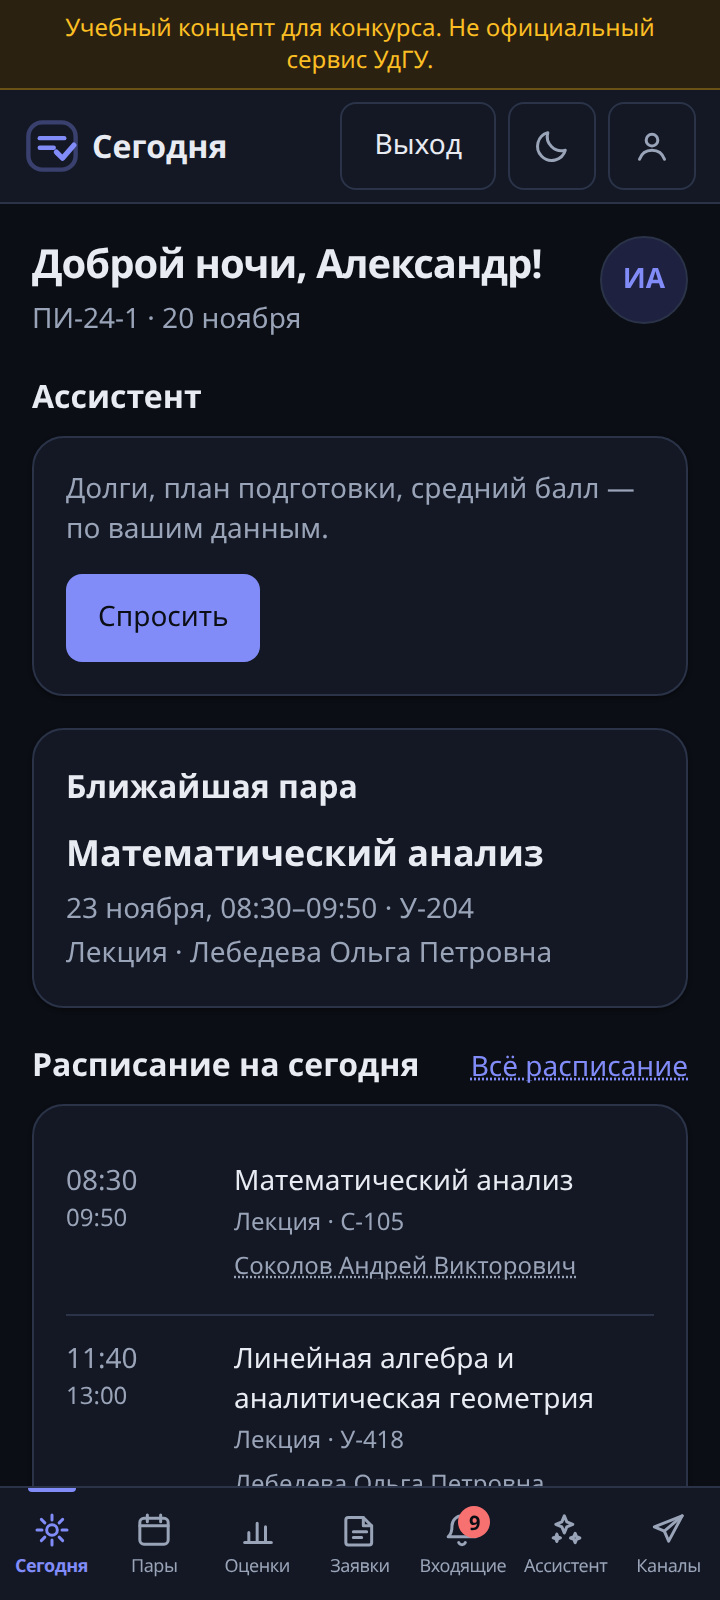 Учебный концепт для конкурса. Не официальный
сервис УдГУ.
Сегодня
Выход
Доброй ночи, Александр!
ИА
ПИ-24-1 · 20 ноября
Ассистент
Долги, план подготовки, средний балл —
по вашим данным.
Спросить
Ближайшая пара
Математический анализ
23 ноября, 08:30–09:50 · У-204
Лекция · Лебедева Ольга Петровна
Расписание на сегодня
Всё расписание
08:30
Математический анализ
09:50
Лекция · С-105
Соколов Андрей Викторович
11:40
Линейная алгебра и
13:00
аналитическая геометрия
Лекция · У-418
Лебедева Ольга Петровна
9
Сегодня
Пары
Оценки
Заявки
Входящие
Ассистент
Каналы